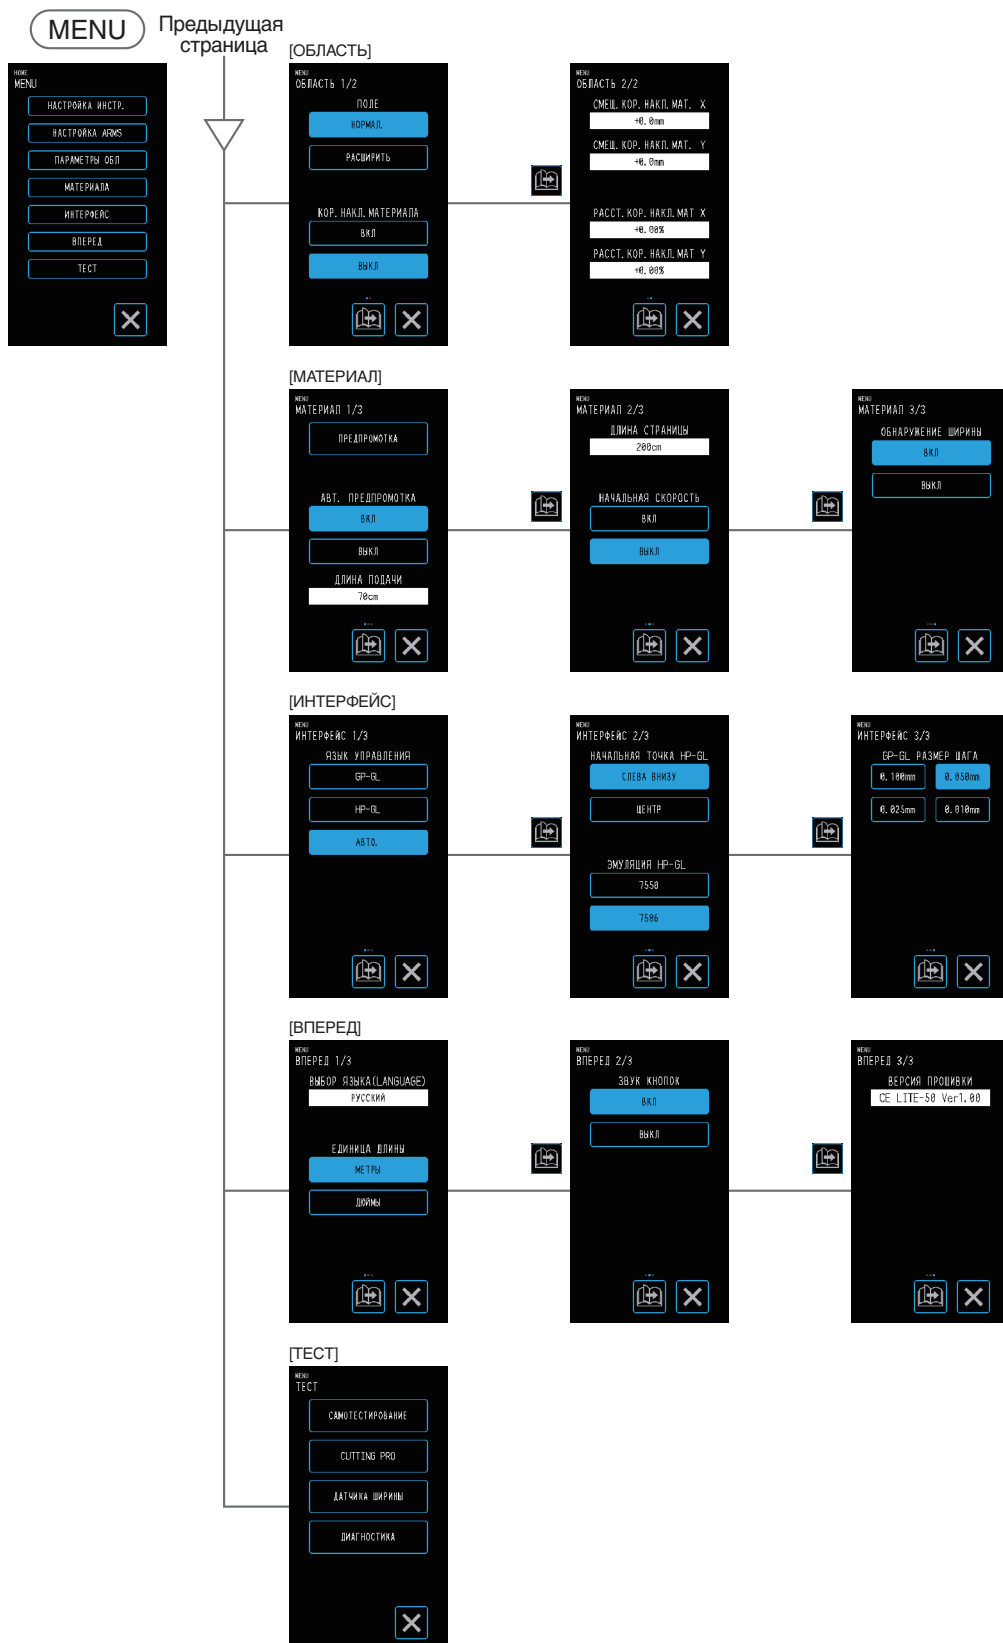 MENU
Предыдущая
страница
HOME
MENU
НАСТРОЙКА ИНСТР.
НАСТРОЙКА ARMS
ПАРАМЕТРЫ ОБЛ
МАТЕРИАЛА
ИНТЕРФЕЙС
ВПЕРЕД
ТЕСТ
[ОБЛАСТЬ]
MENU
ОБЛАСТЬ 1/2
ПОЛЕ
НОРМАЛ.
РАСШИРИТЬ
КОР. НАКЛ. МАТЕРИАЛА
ВКЛ
ВЫКЛ
MENU
ОБЛАСТЬ 2/2
СМЕЩ. КОР. НАКЛ. МАТ. X
+0.0mm
СМЕЩ. КОР. НАКЛ. МАТ. Y
+0.0mm
РАССТ. КОР. НАКЛ. МАТ X
+0.00%
РАССТ. КОР. НАКЛ. МАТ Y
+0.00%
[МАТЕРИАЛ]
MENU
МАТЕРИАЛ 1/3
ПРЕДПРОМОТКА
АВТ. ПРЕДПРОМОТКА
ВКЛ
ВЫКЛ
ДЛИНА ПОДАЧИ
70cm
MENU
МАТЕРИАЛ 2/3
ДЛИНА СТРАНИЦЫ
200cm
НАЧАЛЬНАЯ СКОРОСТЬ
ВКЛ
ВЫКЛ
MENU
МАТЕРИАЛ 3/3
ОБНАРУЖЕНИЕ ШИРИНЫ
ВКЛ
ВЫКЛ
[ИНТЕРФЕЙС]
MENU
ИНТЕРФЕЙС 1/3
ЯЗЫК УПРАВЛЕНИЯ
GP-GL
HP-GL
АВТО.
MENU
ИНТЕРФЕЙС 2/3
НАЧАЛЬНАЯ ТОЧКА HP-GL
СЛЕВА ВНИЗУ
ЦЕНТР
ЭМУЛЯЦИЯ HP-GL
7550
7586
MENU
ИНТЕРФЕЙС 3/3
GP-GL РАЗМЕР ШАГА
0.100mm 0.050mm
0.025mm 0.010mm
[ВПЕРЕД]
MENU
ВПЕРЕД 1/3
ВЫБОР ЯЗЫКА(LANGUAGE)
РУССКИЙ
ЕДИНИЦА ДЛИНЫ
МЕТРЫ
ДЮЙМЫ
MENU
ВПЕРЕД 2/3
ЗВУК КНОПОК
ВКЛ
ВЫКЛ
MENU
ВПЕРЕД 3/3
ВЕРСИЯ ПРОШИВКИ
CE LITE-50 Ver1.00
[ТЕСТ]
MENU
ТЕСТ
САМОТЕСТИРОВАНИЕ
CUTTING PRO
ДАТЧИКА ШИРИНЫ
ДИАГНОСТИКА